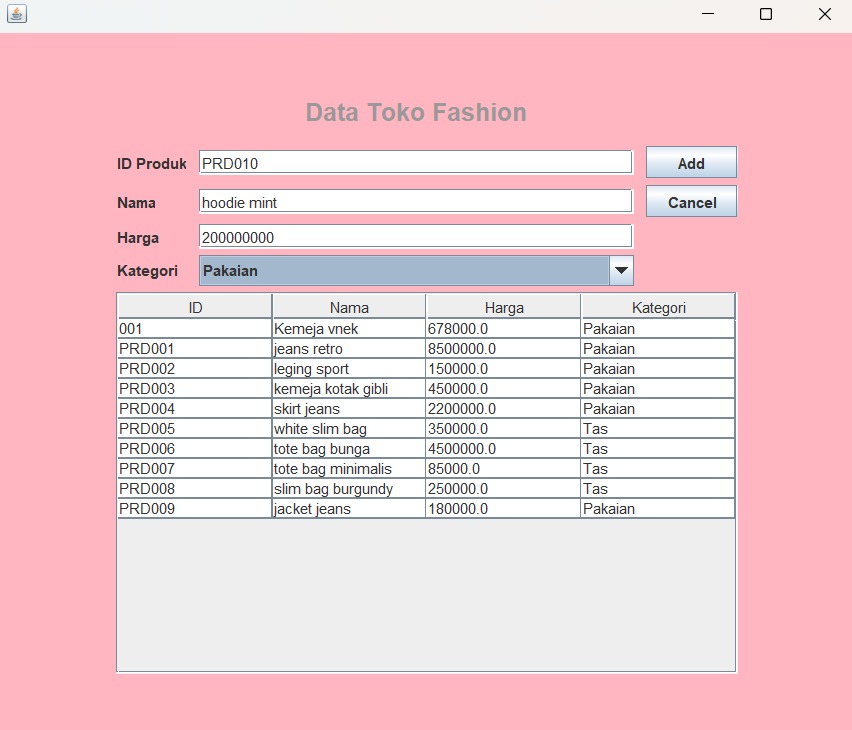 Data Toko Fashion
ID Produk PRD010 Add
Nama hoodie mint Cancel
Harga 200000000
Kategori Pakaian
ID Nama Harga Kategori
001 Kemeja vnek 678000.0 Pakaian
PRD001 jeans retro 8500000.0 Pakaian
PRD002 leging sport 150000.0 Pakaian
PRD003 kemeja kotak gibli 450000.0 Pakaian
PRD004 skirt jeans 2200000.0 Pakaian
PRD005 white slim bag 350000.0 Tas
PRD006 tote bag bunga 4500000.0 Tas
PRD007 tote bag minimalis 85000.0 Tas
PRD008 slim bag burgundy 250000.0 Tas
PRD009 jacket jeans 180000.0 Pakaian